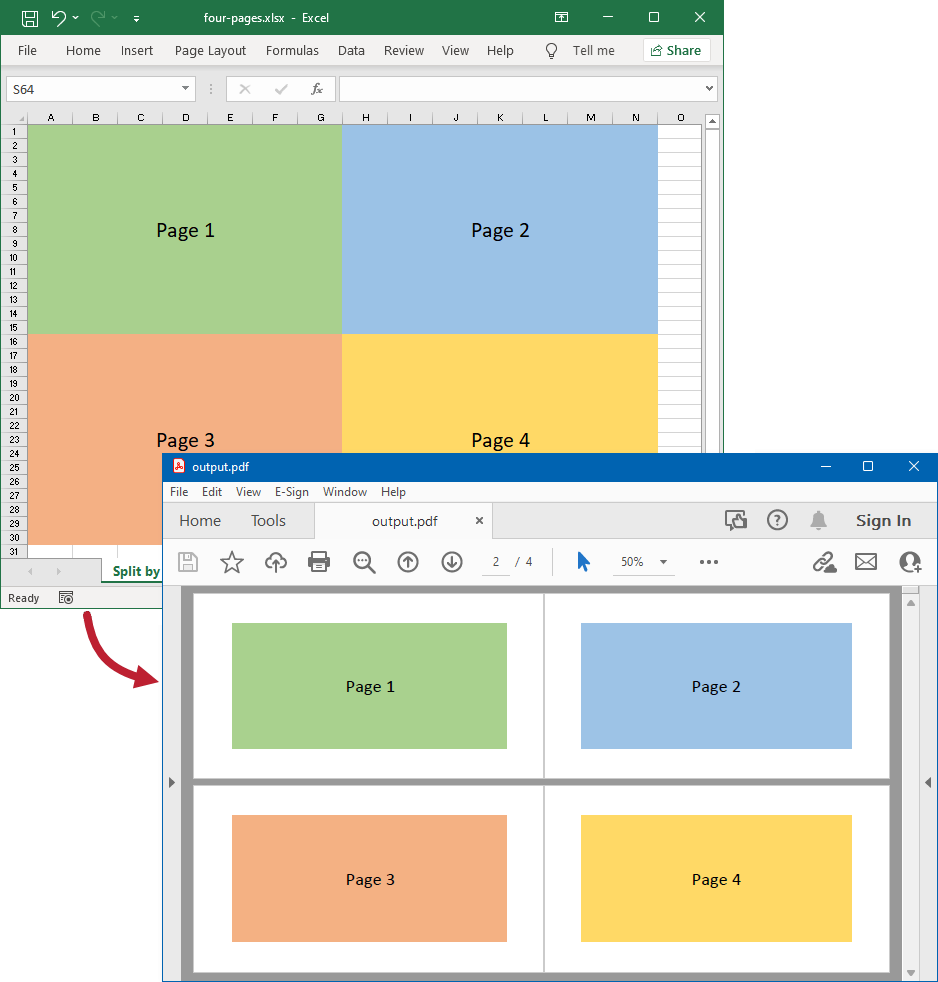 four-pages.xlsx - Excel
File Home Insert Page Layout Formulas Data Review View Help Tell me Share
S64 fx
A B C D E F G H I J K L M N O
1
2
3
4
5
6
7
8
9
10
11
12
13
14
15
16
17
18
19
20
21
22
23
24
25
26
27
28
29
30
31
Page 1 Page 2
Page 3 Page 4
Split by
Ready
output.pdf
File Edit View E-Sign Window Help
Home Tools output.pdf × Sign In
2 / 4 50%
Page 1 Page 2
Page 3 Page 4